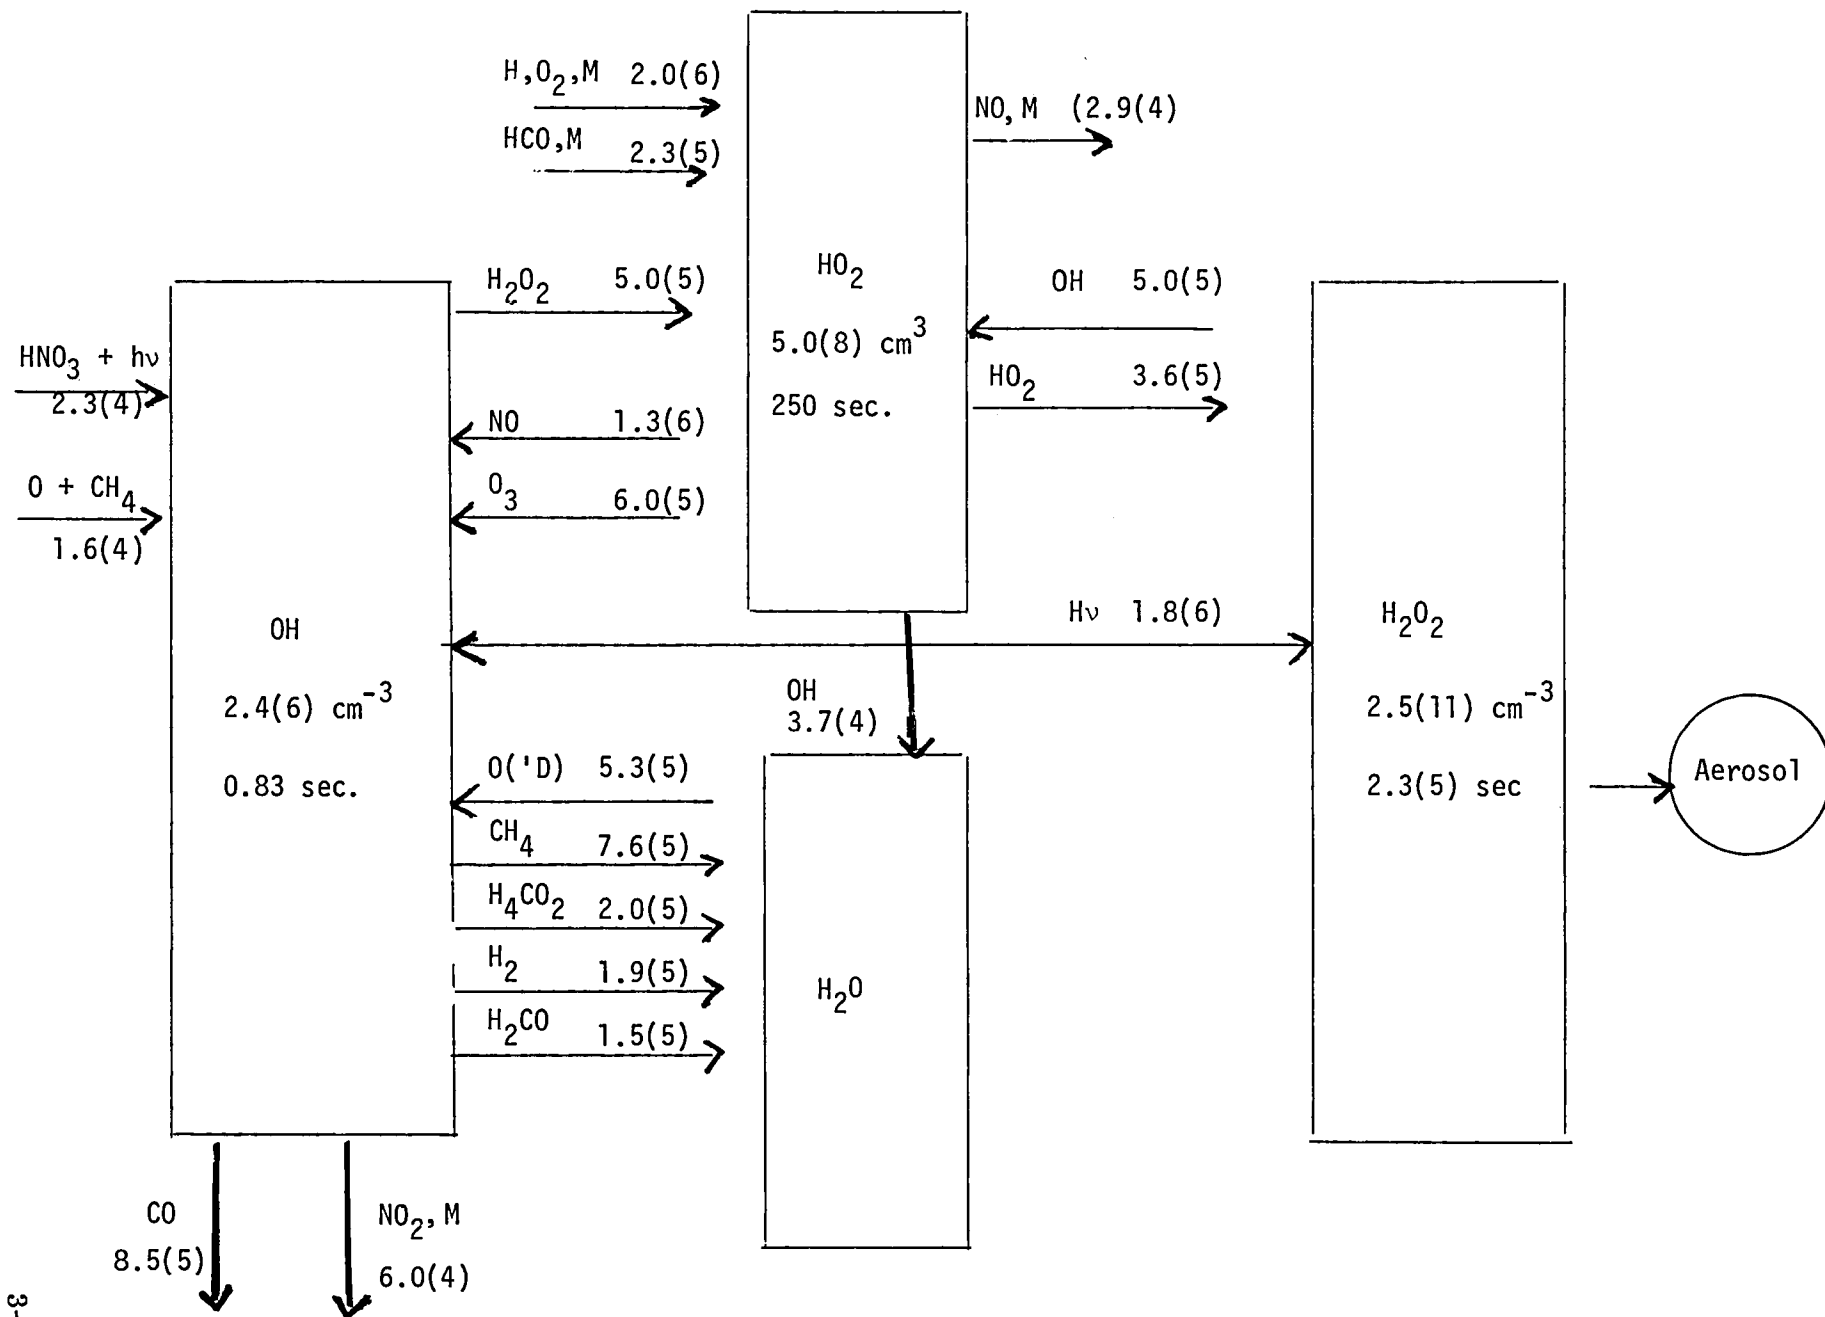 H,O₂,M 2.0(6)
HCO,M 2.3(5)
NO,M (2.9(4)
HO₂
5.0(8) cm³
250 sec.
H₂O₂ 5.0(5)
OH 5.0(5)
HO₂ 3.6(5)
HNO₃ + hν
2.3(4)
NO 1.3(6)
O + CH₄
1.6(4)
O₃ 6.0(5)
Hν 1.8(6)
OH
2.4(6) cm⁻³
0.83 sec.
H₂O₂
2.5(11) cm⁻³
2.3(5) sec
Aerosol
OH
3.7(4)
O('D) 5.3(5)
CH₄ 7.6(5)
H₄CO₂ 2.0(5)
H₂ 1.9(5)
H₂CO 1.5(5)
H₂O
CO
8.5(5)
NO₂,M
6.0(4)
3-